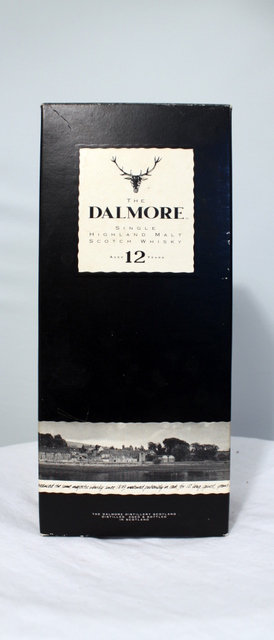 THE
DALMORE
SINGLE
HIGHLAND MALT
SCOTCH WHISKY
AGED 12 YEARS
THE DALMORE DISTILLERY SCOTLAND
DISTILLED, AGED & BOTTLED
IN SCOTLAND